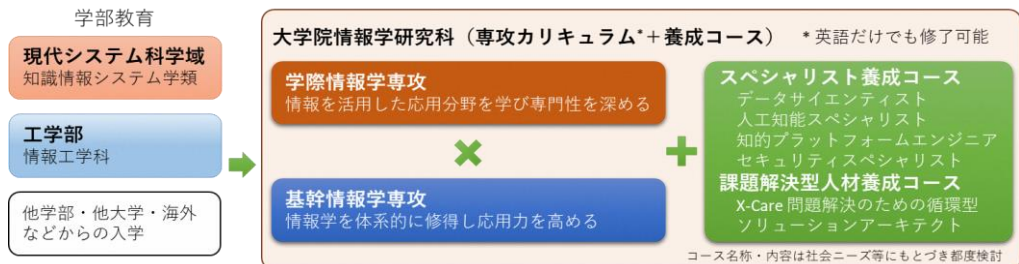 学部教育
現代システム科学域
知識情報システム学類
工学部
情報工学科
他学部・他大学・海外
などからの入学
大学院情報学研究科（専攻カリキュラム*＋養成コース） *英語だけでも修了可能
学際情報学専攻
情報を活用した応用分野を学び専門性を深める
×
基幹情報学専攻
情報学を体系的に修得し応用力を高める
+
スペシャリスト養成コース
データサイエンティスト
人工知能スペシャリスト
知的プラットフォームエンジニア
セキュリティスペシャリスト
課題解決型人材養成コース
X-Care 問題解決のための循環型
ソリューションアーキテクト
コース名称・内容は社会ニーズ等にもとづき都度検討